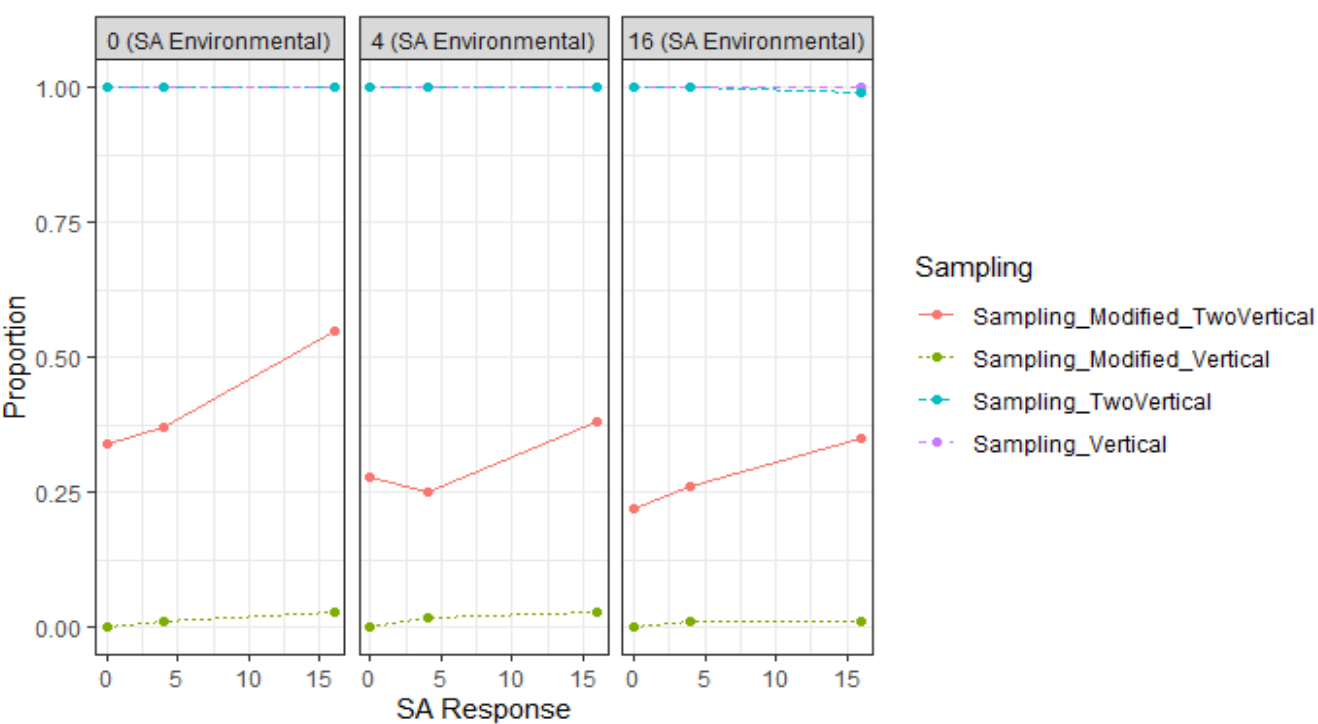 0 (SA Environmental) 4 (SA Environmental) 16 (SA Environmental)
1.00
0.75
0.50
0.25
0.00
Proportion
0 5 10 15 0 5 10 15 0 5 10 15
SA Response
Sampling
Sampling_Modified_TwoVertical
Sampling_Modified_Vertical
Sampling_TwoVertical
Sampling_Vertical